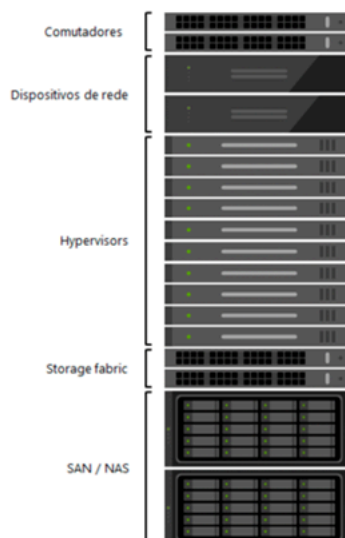 Comutadores
Dispositivos de rede
Hypervisors
Storage fabric
SAN / NAS